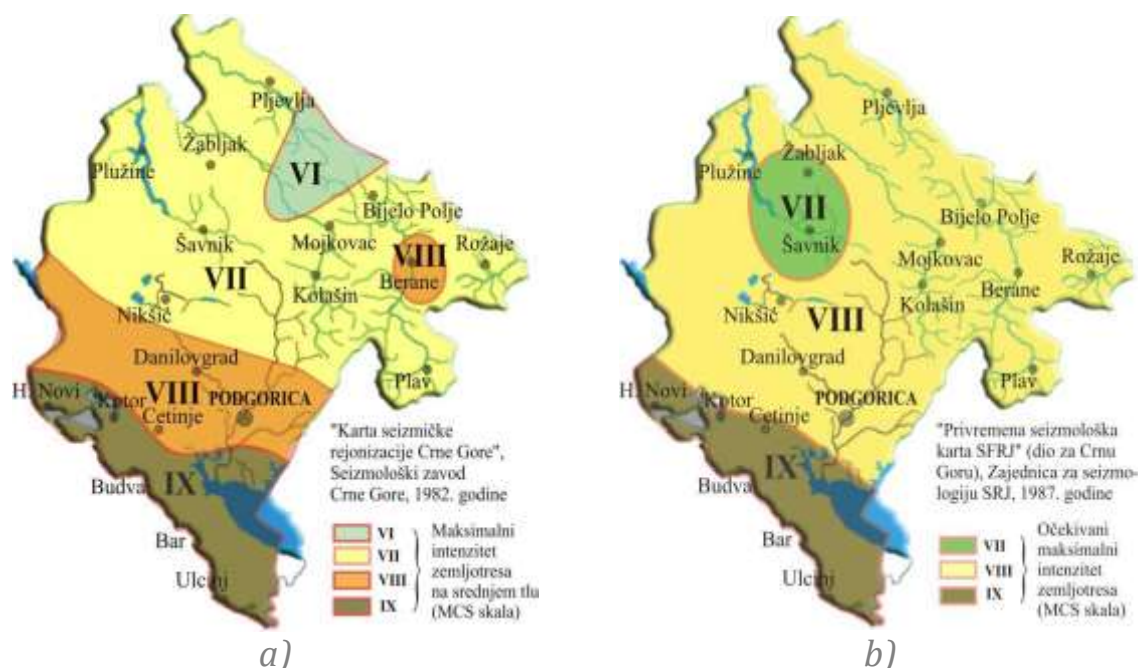 Pljevlja
Žabljak
VI
Plužine
Bijelo Polje
Šavnik
Mojkovac
Rožaje
VIII
VII
Berane
Kolašin
Nikšić
Danilovgrad
Plav
H. Novi
VIII
PODGORICA
Kotor
Cetinje
"Karta seizmičke
rejonizacije Crne Gore",
Seizmološki zavod
Crne Gore, 1982. godine
IX
Budva
Bar
Ulcinj
VI
VII
VIII
IX
Maksimalni
intenzitet
zemljotresa
na srednjem tlu
(MCS skala)
a)
Pljevlja
Žabljak
Plužine
VII
Bijelo Polje
Šavnik
Mojkovac
Rožaje
Berane
Kolašin
Nikšić
VIII
Danilovgrad
Plav
H. Novi
PODGORICA
Kotor
Cetinje
"Privremena seizmološka
karta SFRJ" (dio za Crnu
Goru), Zajednica za seizmo-
logiju SRJ, 1987. godine
IX
Budva
Bar
Ulcinj
VII
VIII
IX
Očekivani
maksimalni
intenzitet
zemljotresa
(MCS skala)
b)